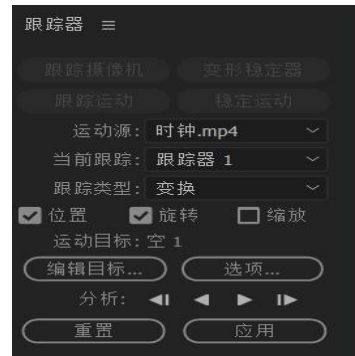 跟踪器
跟踪摄像机 变形稳定器
跟踪运动 稳定运动
运动源: 时钟.mp4
当前跟踪: 跟踪器 1
跟踪类型: 变换
位置 旋转 缩放
运动目标: 空 1
编辑目标... 选项...
分析:
重置 应用